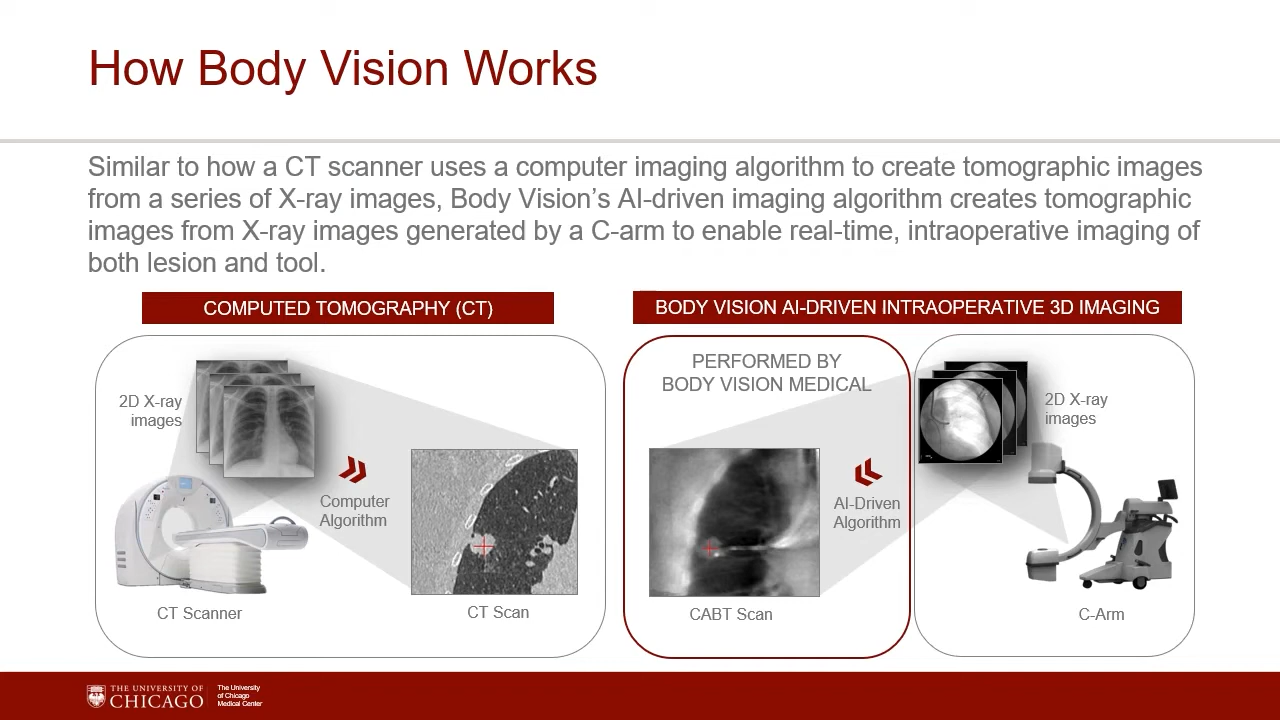 How Body Vision Works
Similar to how a CT scanner uses a computer imaging algorithm to create tomographic images
from a series of X-ray images, Body Vision’s AI-driven imaging algorithm creates tomographic
images from X-ray images generated by a C-arm to enable real-time, intraoperative imaging of
both lesion and tool.
COMPUTED TOMOGRAPHY (CT)
2D X-ray
images
Computer
Algorithm
CT Scanner
CT Scan
BODY VISION AI-DRIVEN INTRAOPERATIVE 3D IMAGING
PERFORMED BY
BODY VISION MEDICAL
AI-Driven
Algorithm
CABT Scan
2D X-ray
images
C-Arm
THE UNIVERSITY OF
CHICAGO
The University
of Chicago
Medical Center